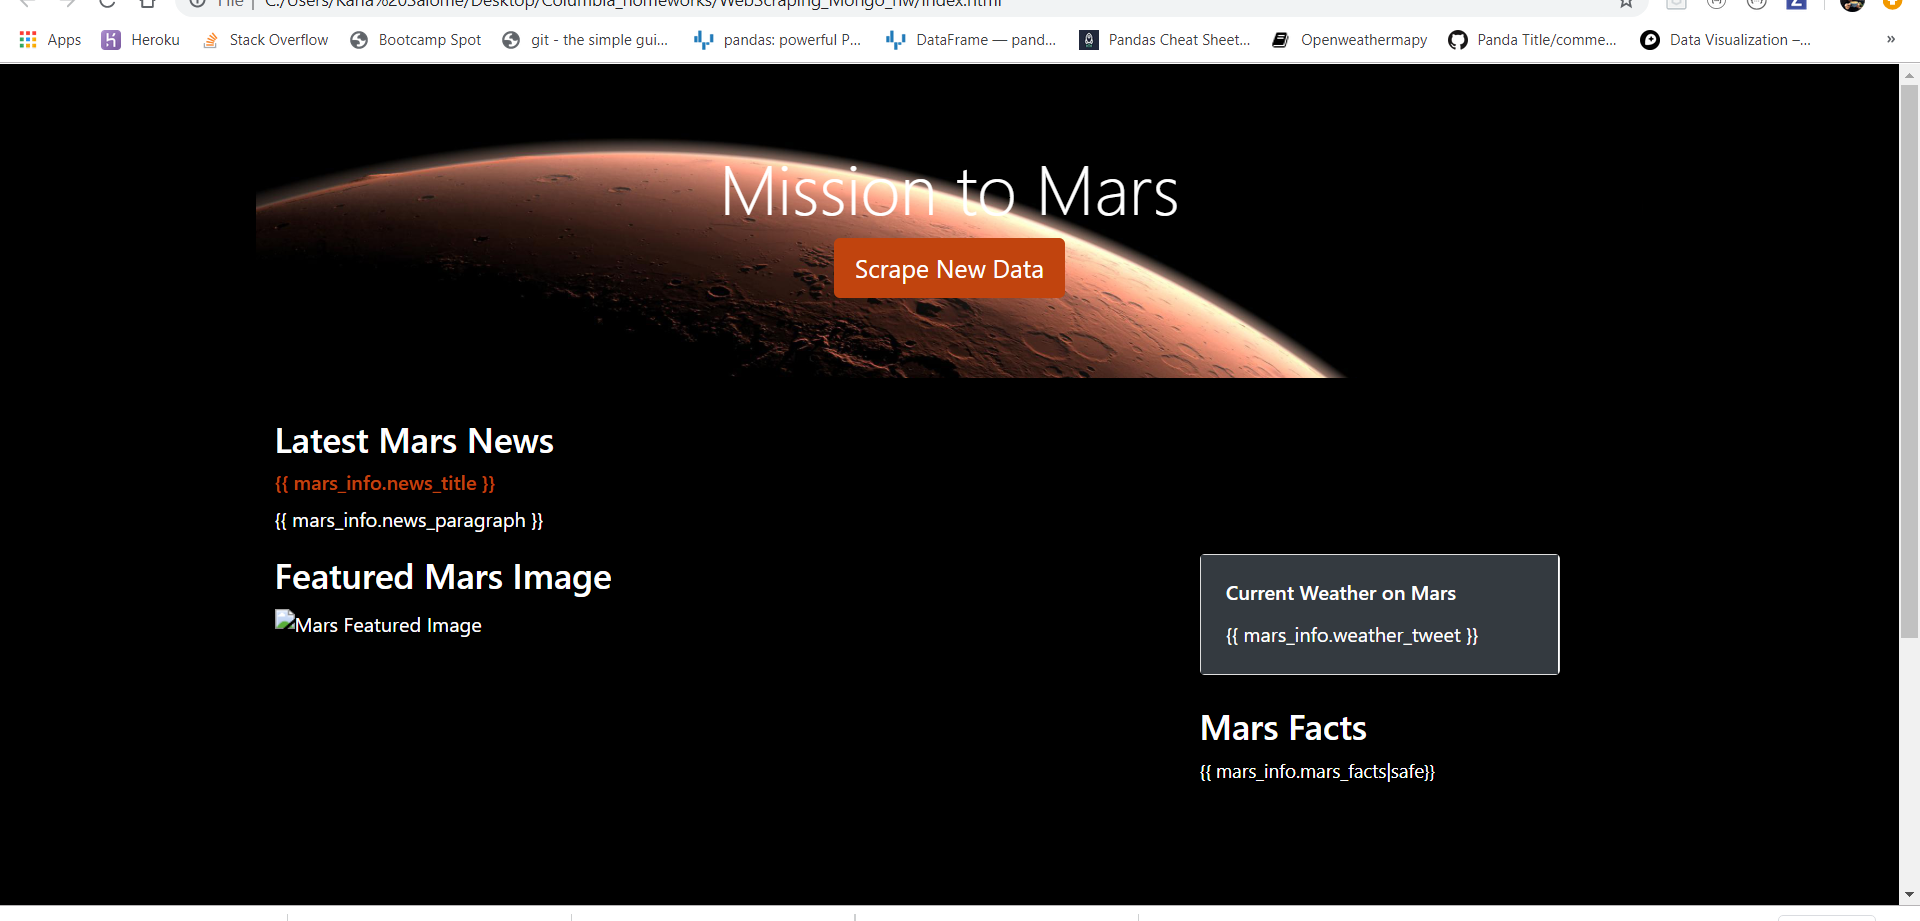 File | C:/Users/Karla%20Salome/Desktop/Columbia_homeworks/WebScraping_Mongo_hw/index.html
Apps Heroku Stack Overflow Bootcamp Spot git - the simple gui... pandas: powerful P... DataFrame — pand... Pandas Cheat Sheet... Openweathermapy Panda Title/comme... Data Visualization –... »
Mission to Mars
Scrape New Data
Latest Mars News
{{ mars_info.news_title }}
{{ mars_info.news_paragraph }}
Featured Mars Image
Mars Featured Image
Current Weather on Mars
{{ mars_info.weather_tweet }}
Mars Facts
{{ mars_info.mars_facts|safe}}